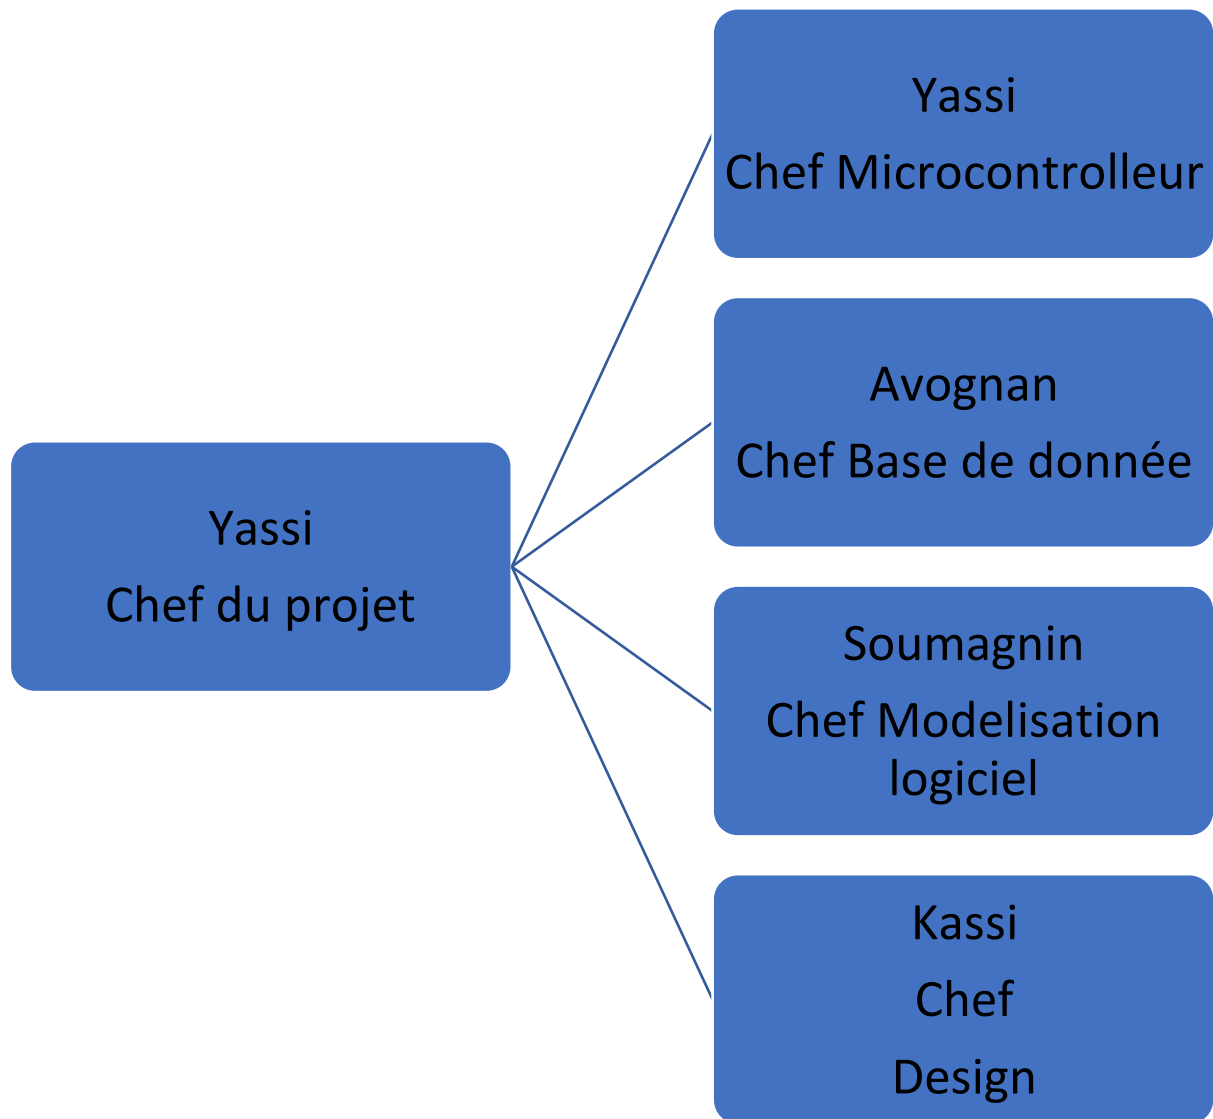 Yassi
Chef du projet
Yassi
Chef Microcontrolleur
Avognan
Chef Base de donnée
Soumagnin
Chef Modelisation
logiciel
Kassi
Chef
Design